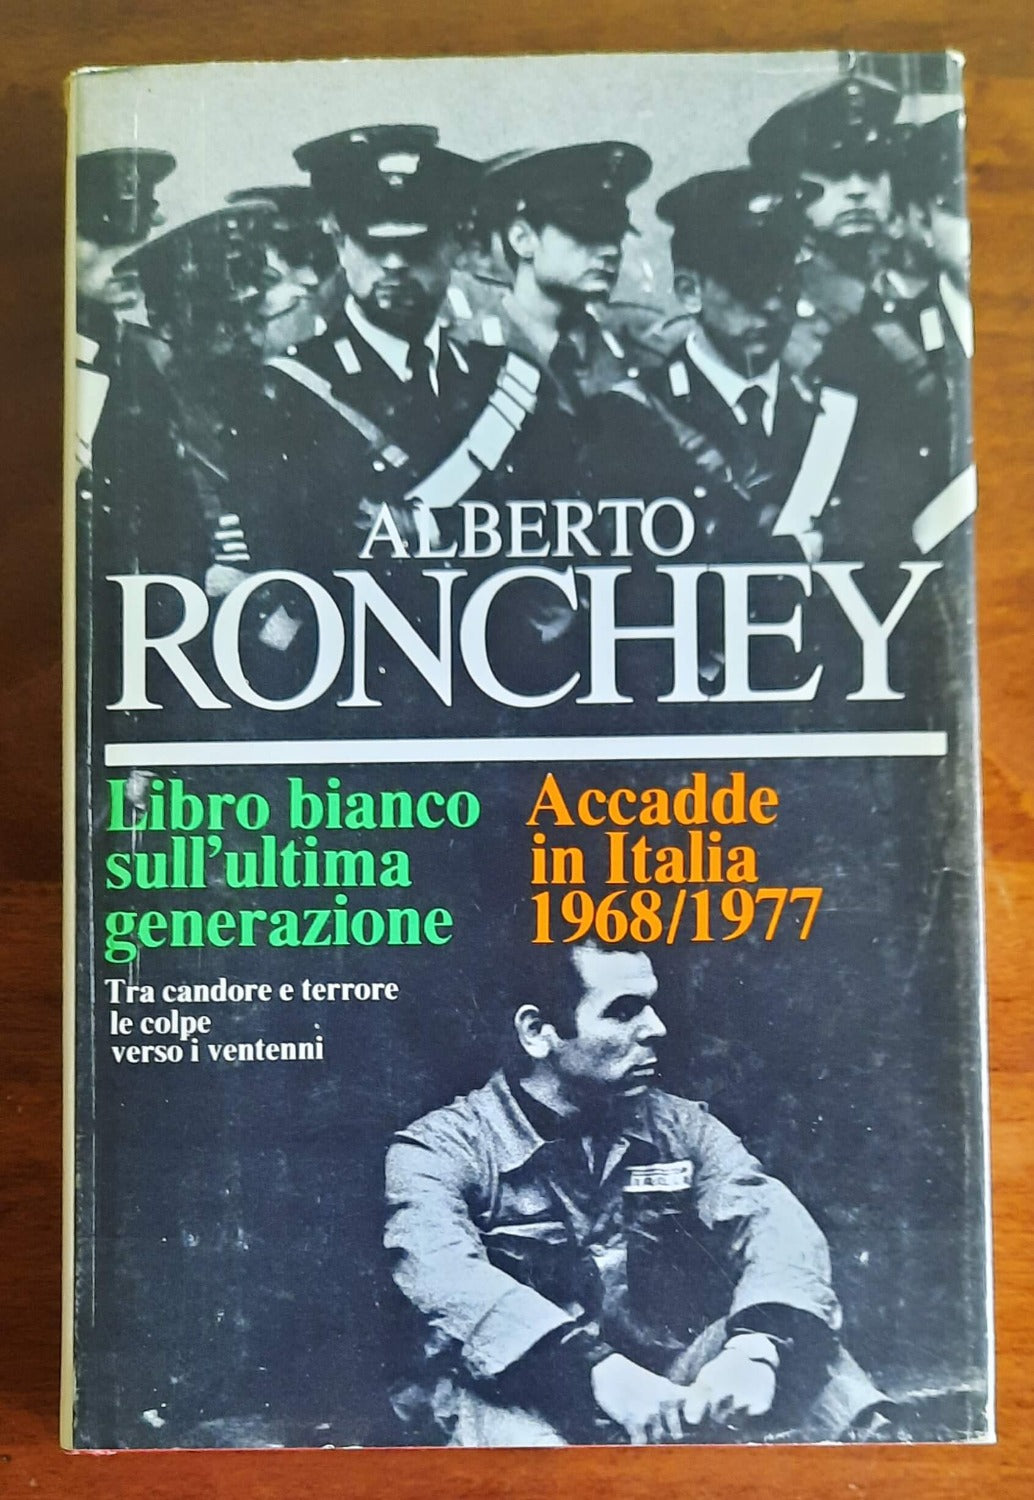 ALBERTO
RONCHEY
Libro bianco
sull'ultima
generazione
Accadde
in Italia
1968/1977
Tra candore e terrore
le colpe
verso i ventenni